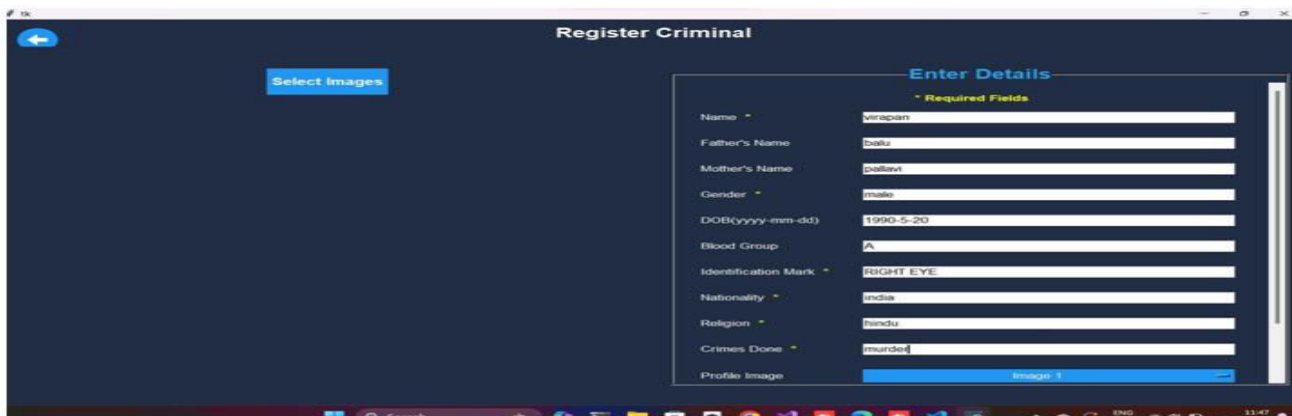 tk
Register Criminal
Select Images
Enter Details
* Required Fields
Name * virapan
Father's Name balu
Mother's Name pallavi
Gender * male
DOB(yyyy-mm-dd) 1990-5-20
Blood Group A
Identification Mark * RIGHT EYE
Nationality * india
Religion * hindu
Crimes Done * murder
Profile Image Image 1
ENG
11:47